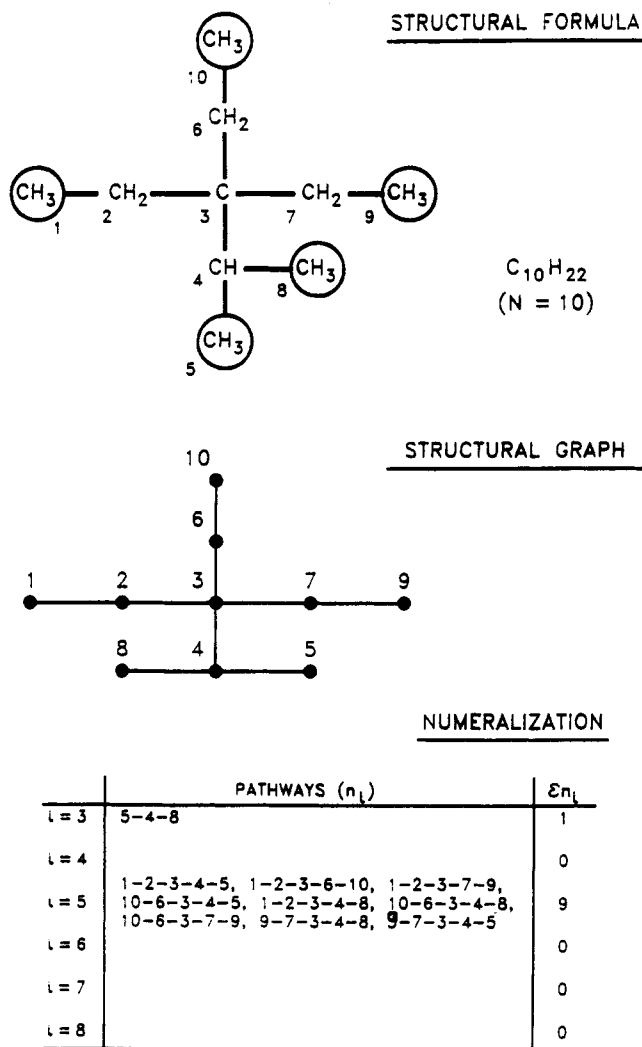 STRUCTURAL FORMULA
CH₃
10
6 CH₂
CH₃ CH₂ C CH₂ CH₃
1 2 3 7 9
4 CH 8 CH₃
5 CH₃
C₁₀H₂₂
(N = 10)
STRUCTURAL GRAPH
10
6
1 2 3 7 9
8 4 5
NUMERALIZATION
PATHWAYS (nι) Ɛnι
ι = 3 5-4-8 1
ι = 4 0
1-2-3-4-5, 1-2-3-6-10, 1-2-3-7-9,
ι = 5 10-6-3-4-5, 1-2-3-4-8, 10-6-3-4-8, 9
10-6-3-7-9, 9-7-3-4-8, 9-7-3-4-5
ι = 6 0
ι = 7 0
ι = 8 0